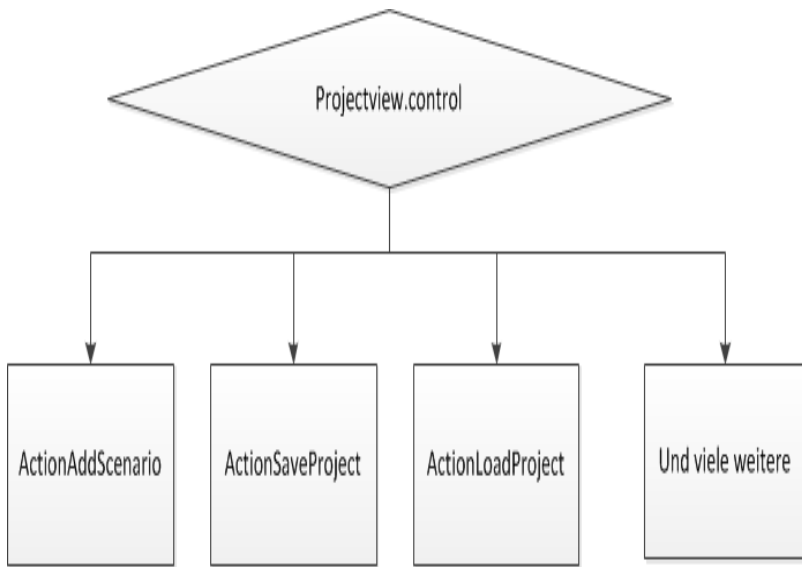 Projectview.control
ActionAddScenario
ActionSaveProject
ActionLoadProject
Und viele weitere